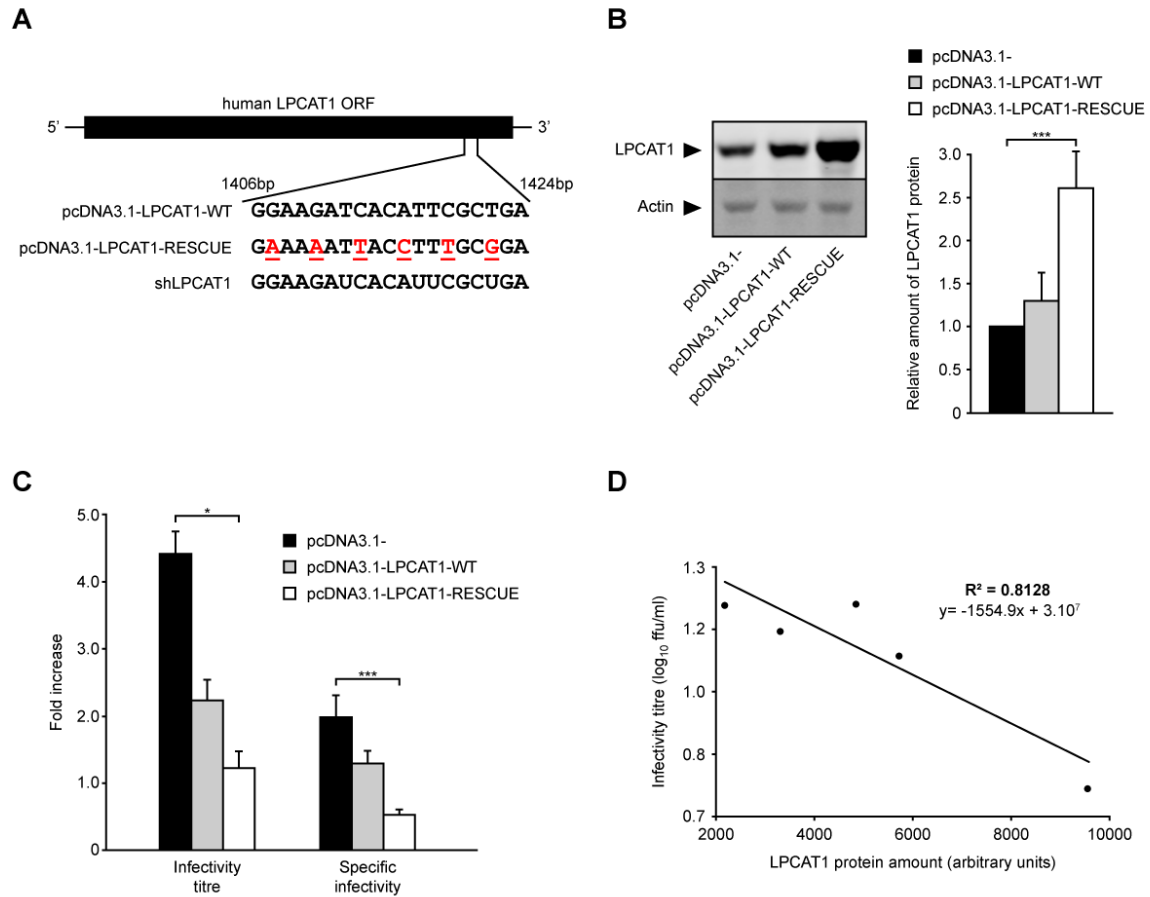 A
human LPCAT1 ORF
5’
3’
1406bp
1424bp
pcDNA3.1-LPCAT1-WT GGAAGATCACATTCGCTGA
pcDNA3.1-LPCAT1-RESCUE GAAAAATTACCTTGCGGA
shLPCAT1 GGAAGAUCACAUUCGCUGA
B
pcDNA3.1-
pcDNA3.1-LPCAT1-WT
pcDNA3.1-LPCAT1-RESCUE
LPCAT1
Actin
pcDNA3.1-
pcDNA3.1-LPCAT1-WT
pcDNA3.1-LPCAT1-RESCUE
Relative amount of LPCAT1 protein
***
3.0
2.5
2.0
1.5
1.0
0.5
0
C
Fold increase
5.0
4.0
3.0
2.0
1.0
0
*
***
pcDNA3.1-
pcDNA3.1-LPCAT1-WT
pcDNA3.1-LPCAT1-RESCUE
Infectivity
titre
Specific
infectivity
D
Infectivity titre (log₁₀ ffu/ml)
1.3
1.2
1.0
0.8
0.7
R² = 0.8128
y= -1554.9x + 3.10⁷
2000
4000
6000
8000
10000
LPCAT1 protein amount (arbitrary units)